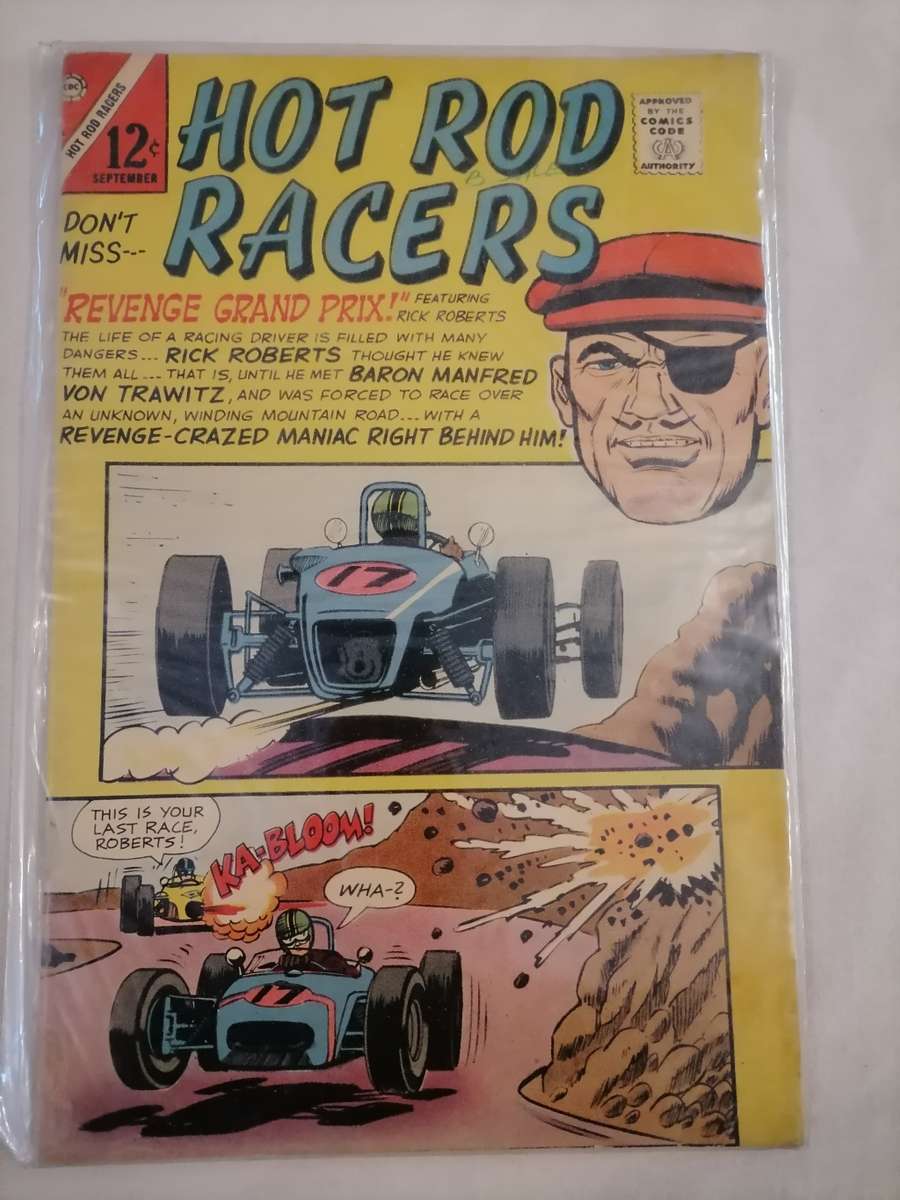 CDC
HOT ROD RACERS
12¢
SEPTEMBER
HOT ROD
RACERS
APPROVED
BY THE
COMICS
CODE
CA
AUTHORITY
DON'T
MISS---
"REVENGE GRAND PRIX!" FEATURING
RICK ROBERTS
THE LIFE OF A RACING DRIVER IS FILLED WITH MANY
DANGERS... RICK ROBERTS THOUGHT HE KNEW
THEM ALL... THAT IS, UNTIL HE MET BARON MANFRED
VON TRAWITZ, AND WAS FORCED TO RACE OVER
AN UNKNOWN, WINDING MOUNTAIN ROAD... WITH A
REVENGE-CRAZED MANIAC RIGHT BEHIND HIM!
17
THIS IS YOUR
LAST RACE,
ROBERTS!
KA-BLOOM!
WHA-?
17